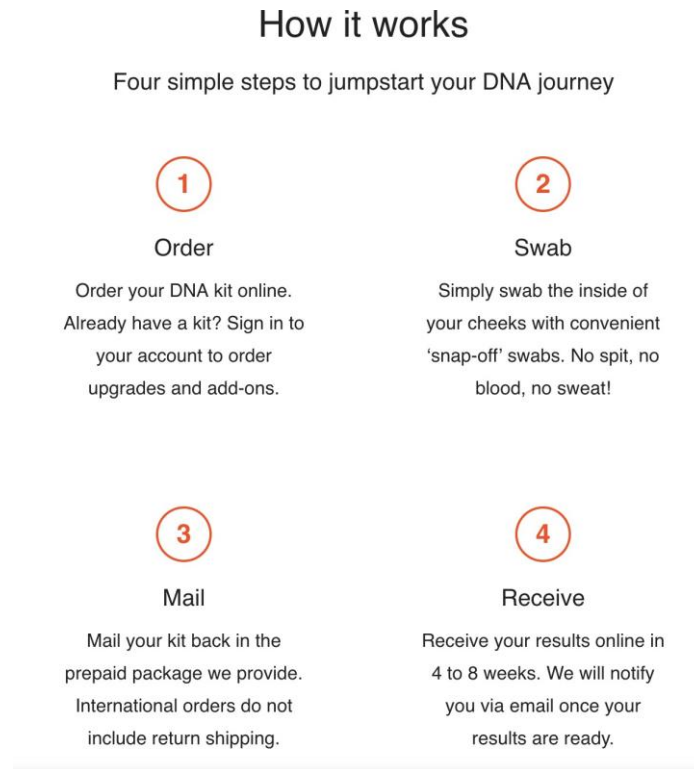 How it works
Four simple steps to jumpstart your DNA journey
1
Order
Order your DNA kit online.
Already have a kit? Sign in to
your account to order
upgrades and add-ons.
2
Swab
Simply swab the inside of
your cheeks with convenient
‘snap-off’ swabs. No spit, no
blood, no sweat!
3
Mail
Mail your kit back in the
prepaid package we provide.
International orders do not
include return shipping.
4
Receive
Receive your results online in
4 to 8 weeks. We will notify
you via email once your
results are ready.